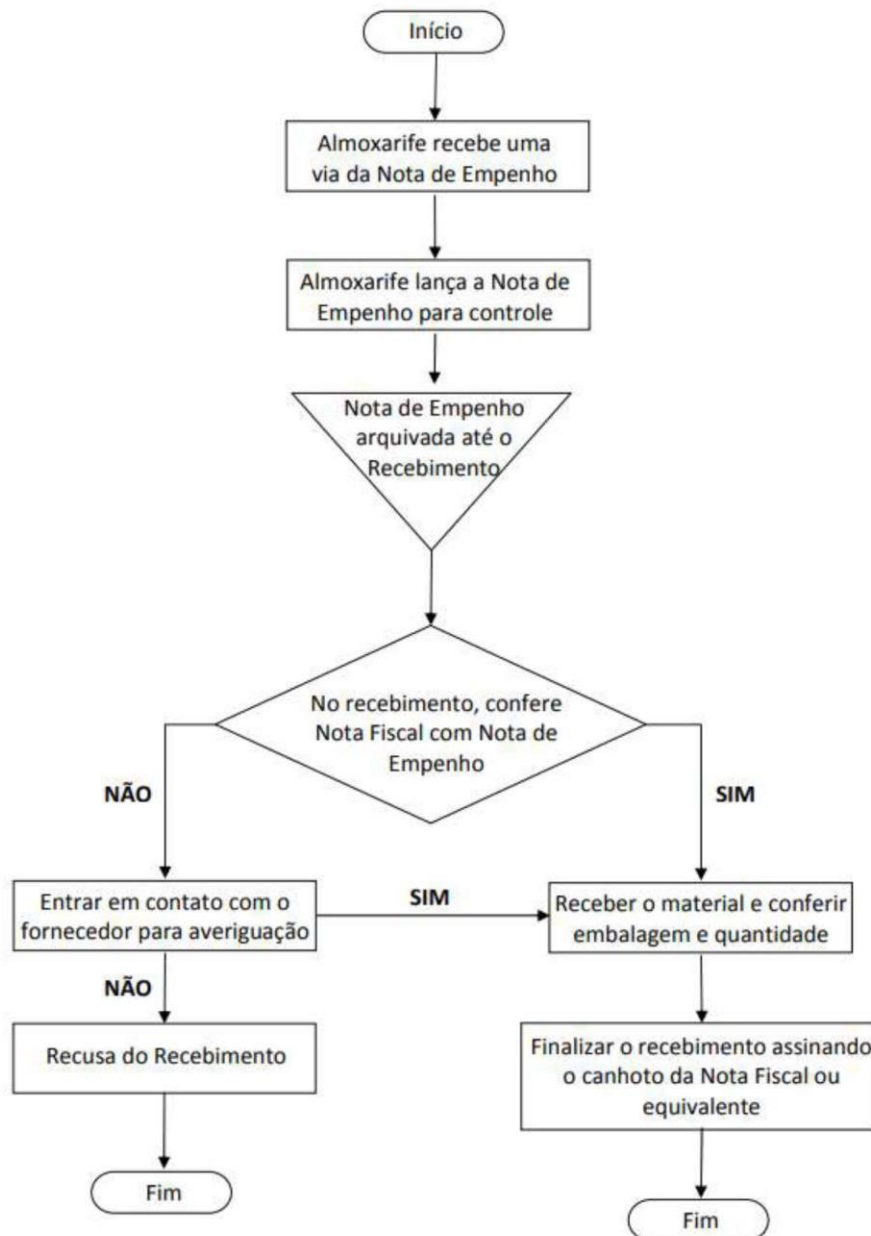 Início
Almoxarife recebe uma
via da Nota de Empenho
Almoxarife lança a Nota de
Empenho para controle
Nota de Empenho
arquivada até o
Recebimento
No recebimento, confere
Nota Fiscal com Nota de
Empenho
NÃO
SIM
Entrar em contato com o
fornecedor para averiguação
SIM
Receber o material e conferir
embalagem e quantidade
NÃO
Recusa do Recebimento
Finalizar o recebimento assinando
o canhoto da Nota Fiscal ou
equivalente
Fim
Fim